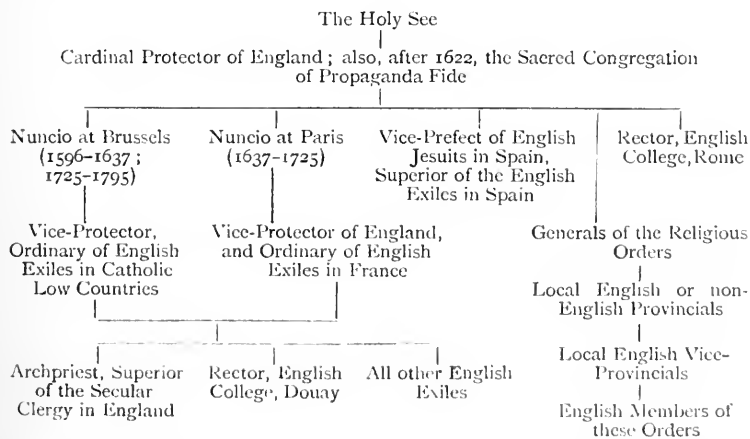 The Holy See
Cardinal Protector of England ; also, after 1622, the Sacred Congregation
of Propaganda Fide
Nuncio at Brussels
(1596-1637 ;
1725-1795)
Nuncio at Paris
(1637-1725)
Vice-Prefect of English
Jesuits in Spain,
Superior of the English
Exiles in Spain
Rector, English
College, Rome
Vice-Protector,
Ordinary of English
Exiles in Catholic
Low Countries
Vice-Protector of England,
and Ordinary of English
Exiles in France
Generals of the Religious
Orders
Local English or non-
English Provincials
Archpriest, Superior
of the Secular
Clergy in England
Rector, English
College, Douay
All other English
Exiles
Local English Vice-
Provincials
English Members of
these Orders